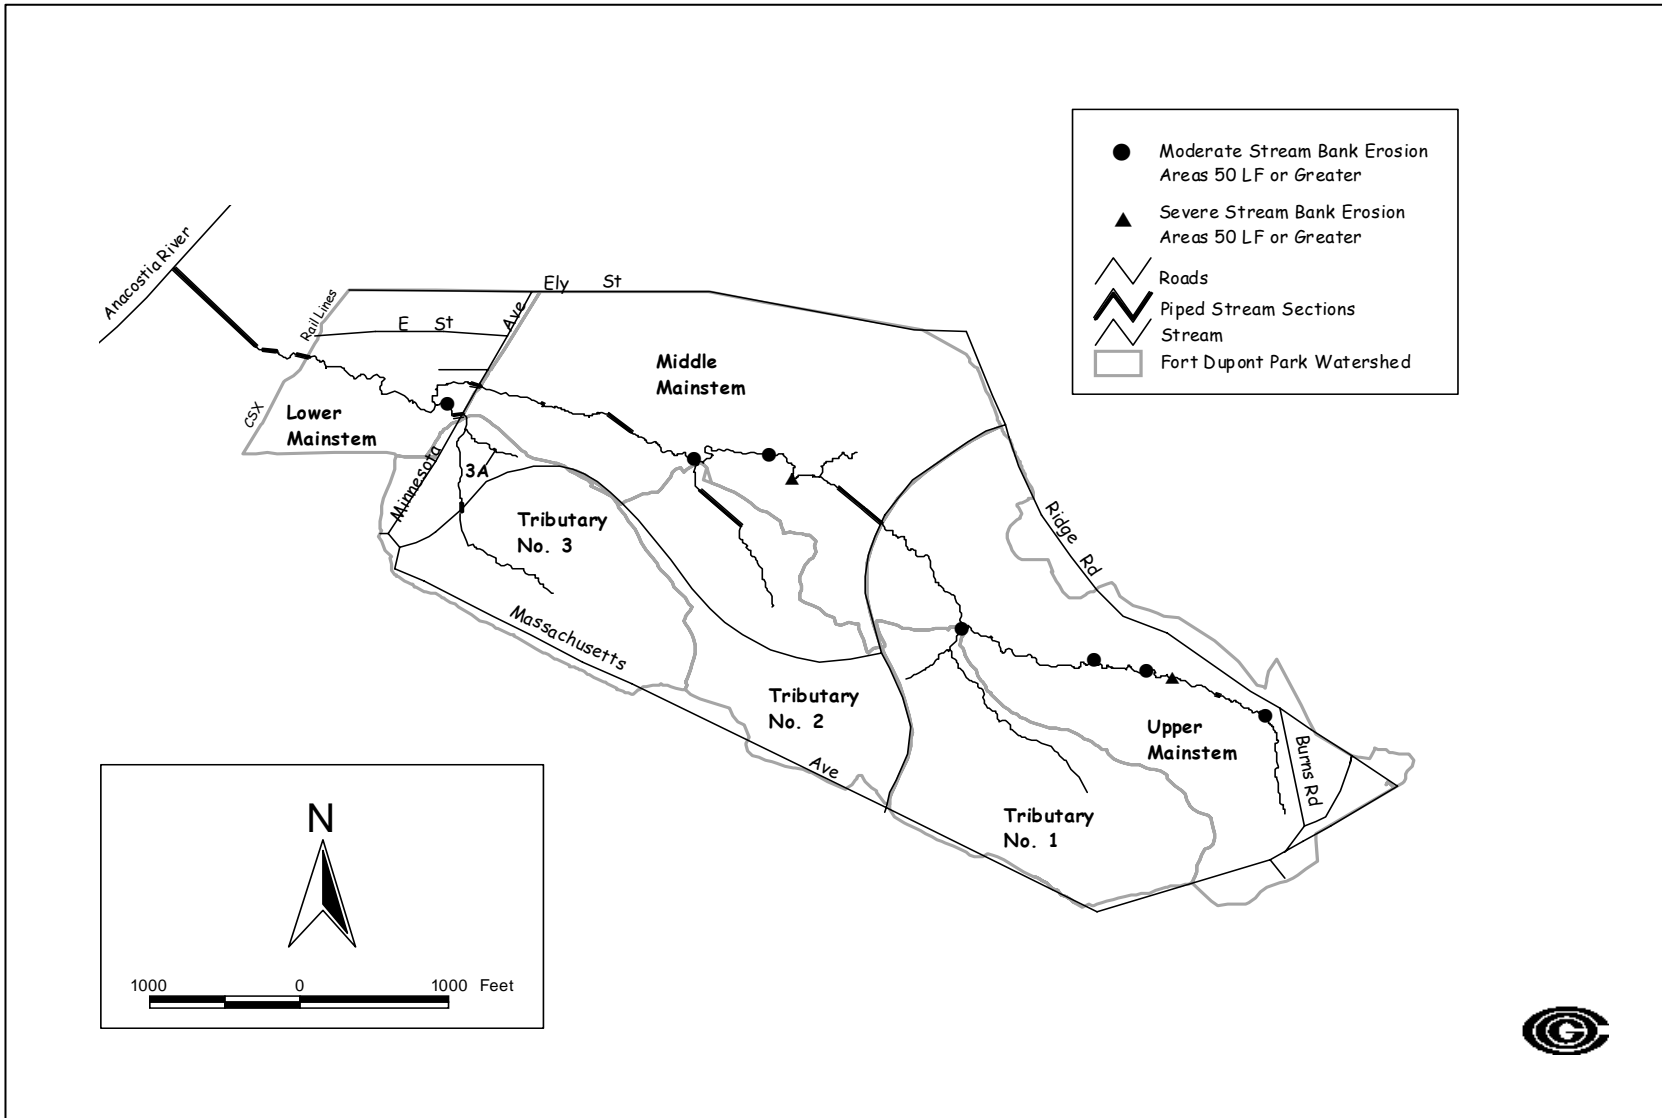 Moderate Stream Bank Erosion
Areas 50 LF or Greater
Severe Stream Bank Erosion
Areas 50 LF or Greater
Roads
Piped Stream Sections
Stream
Fort Dupont Park Watershed
Anacostia River
Rail Lines
CSX
Ely St
E St
Ave
Minnesota
Middle
Mainstem
Lower
Mainstem
3A
Tributary
No. 3
Ridge Rd
Massachusetts
Ave
Tributary
No. 2
Upper
Mainstem
Burns Rd
Tributary
No. 1
N
1000 0 1000 Feet
COG